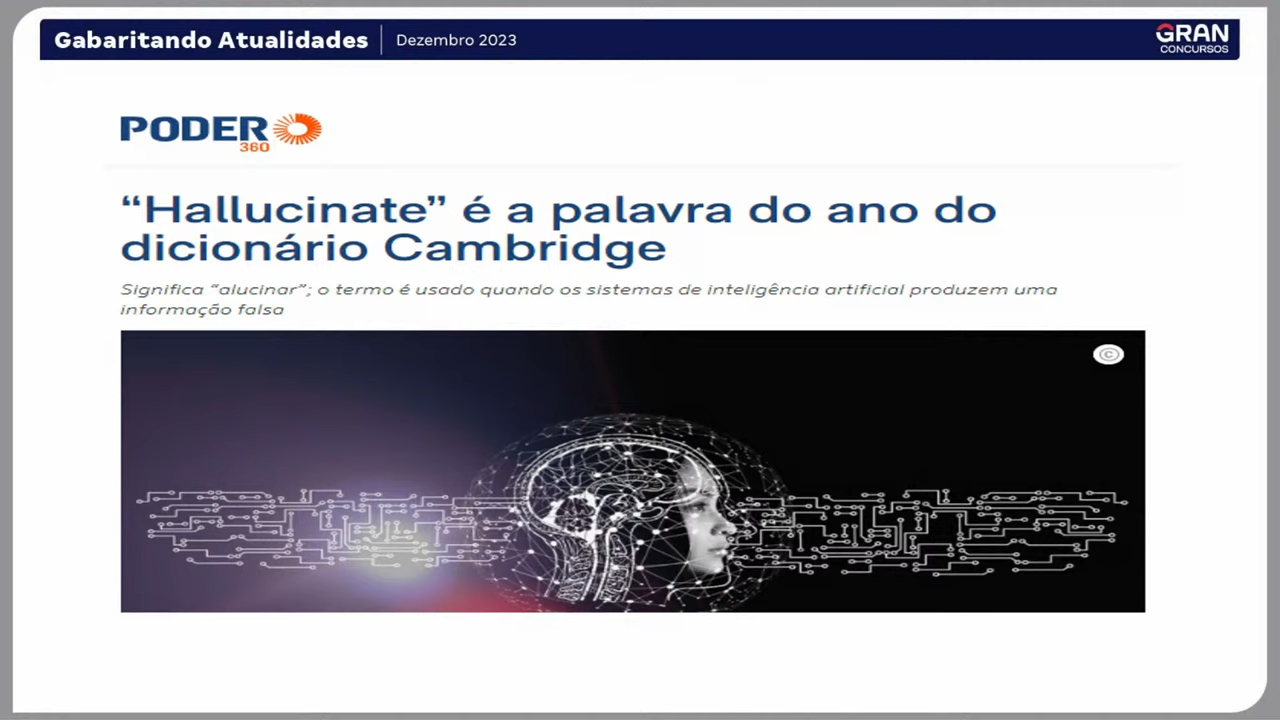 Gabaritando Atualidades
Dezembro 2023
GRAN
CONCURSOS
PODER
360
“Hallucinate” é a palavra do ano do
dicionário Cambridge
Significa “alucinar”; o termo é usado quando os sistemas de inteligência artificial produzem uma
informação falsa
©